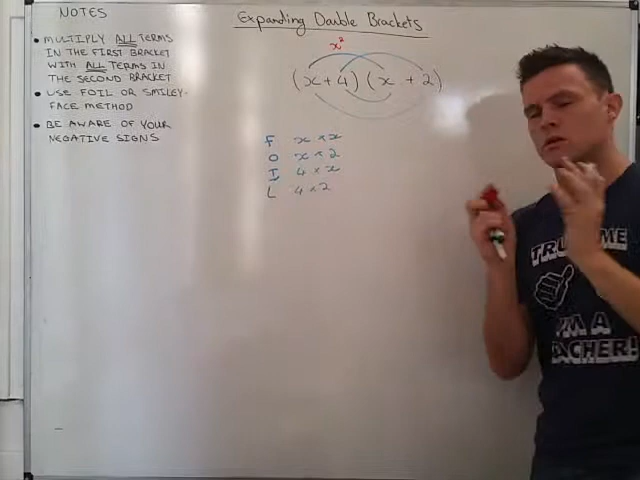 NOTES
Expanding Double Brackets
• MULTIPLY ALL TERMS
IN THE FIRST BRACKET
WITH ALL TERMS IN
THE SECOND BRACKET
• USE FOIL OR SMILEY-
FACE METHOD
• BE AWARE OF YOUR
NEGATIVE SIGNS
x²
(x+4)(x+2)
F x × x
O x × 2
I 4 × x
L 4 × 2
ME
I'M A